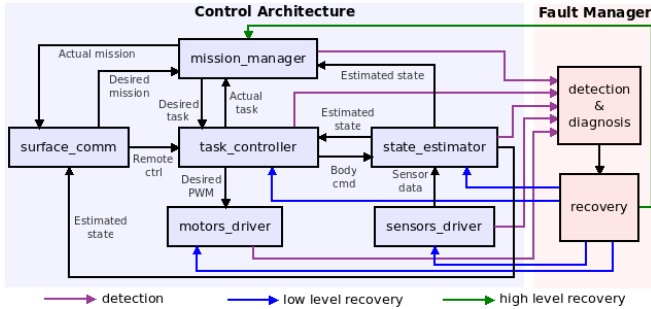 Control Architecture
Fault Manager
Actual mission
mission_manager
Desired
mission
Estimated state
Desired
task
Actual
task
Estimated
state
detection
&
diagnosis
surface_comm
task_controller
state_estimator
Remote
ctrl
Body
cmd
Sensor
data
Desired
PWM
Estimated
state
motors_driver
sensors_driver
recovery
detection
low level recovery
high level recovery